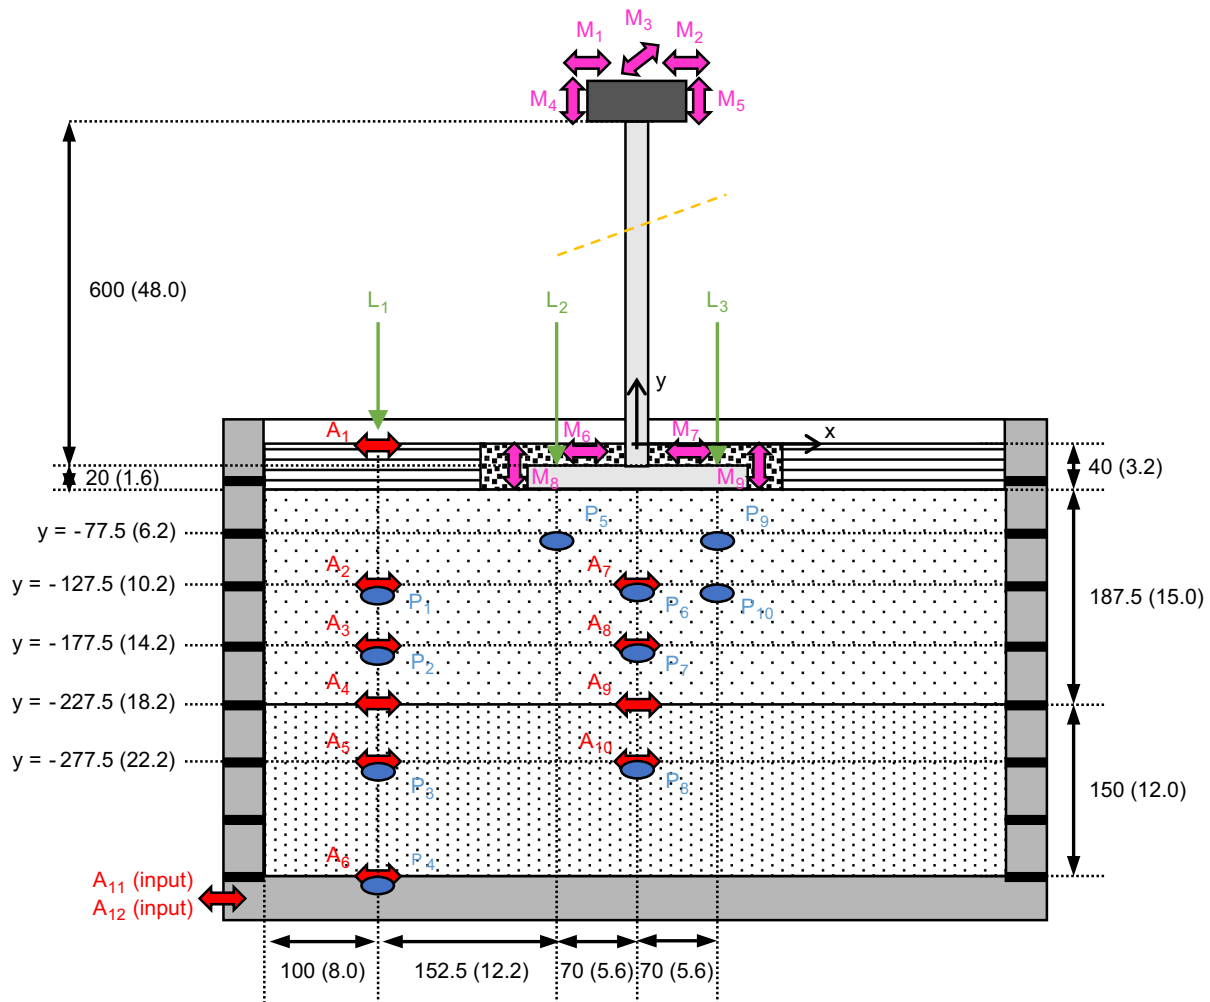 M₃
M₁ M₂
M₄ M₅
600 (48.0)
L₁ L₂ L₃
y
A₁ M₆ M₇ x
20 (1.6) M₈ M₉ 40 (3.2)
P₅ P₉
y = -77.5 (6.2)
A₂ A₇
y = -127.5 (10.2) P₁ P₆ P₁₀ 187.5 (15.0)
A₃ A₈
y = -177.5 (14.2) P₂ P₇
A₄ A₉
y = -227.5 (18.2)
A₅ A₁₀
y = -277.5 (22.2) P₃ P₈ 150 (12.0)
A₆ P₄
A₁₁ (input)
A₁₂ (input)
100 (8.0) 152.5 (12.2) 70 (5.6) 70 (5.6)